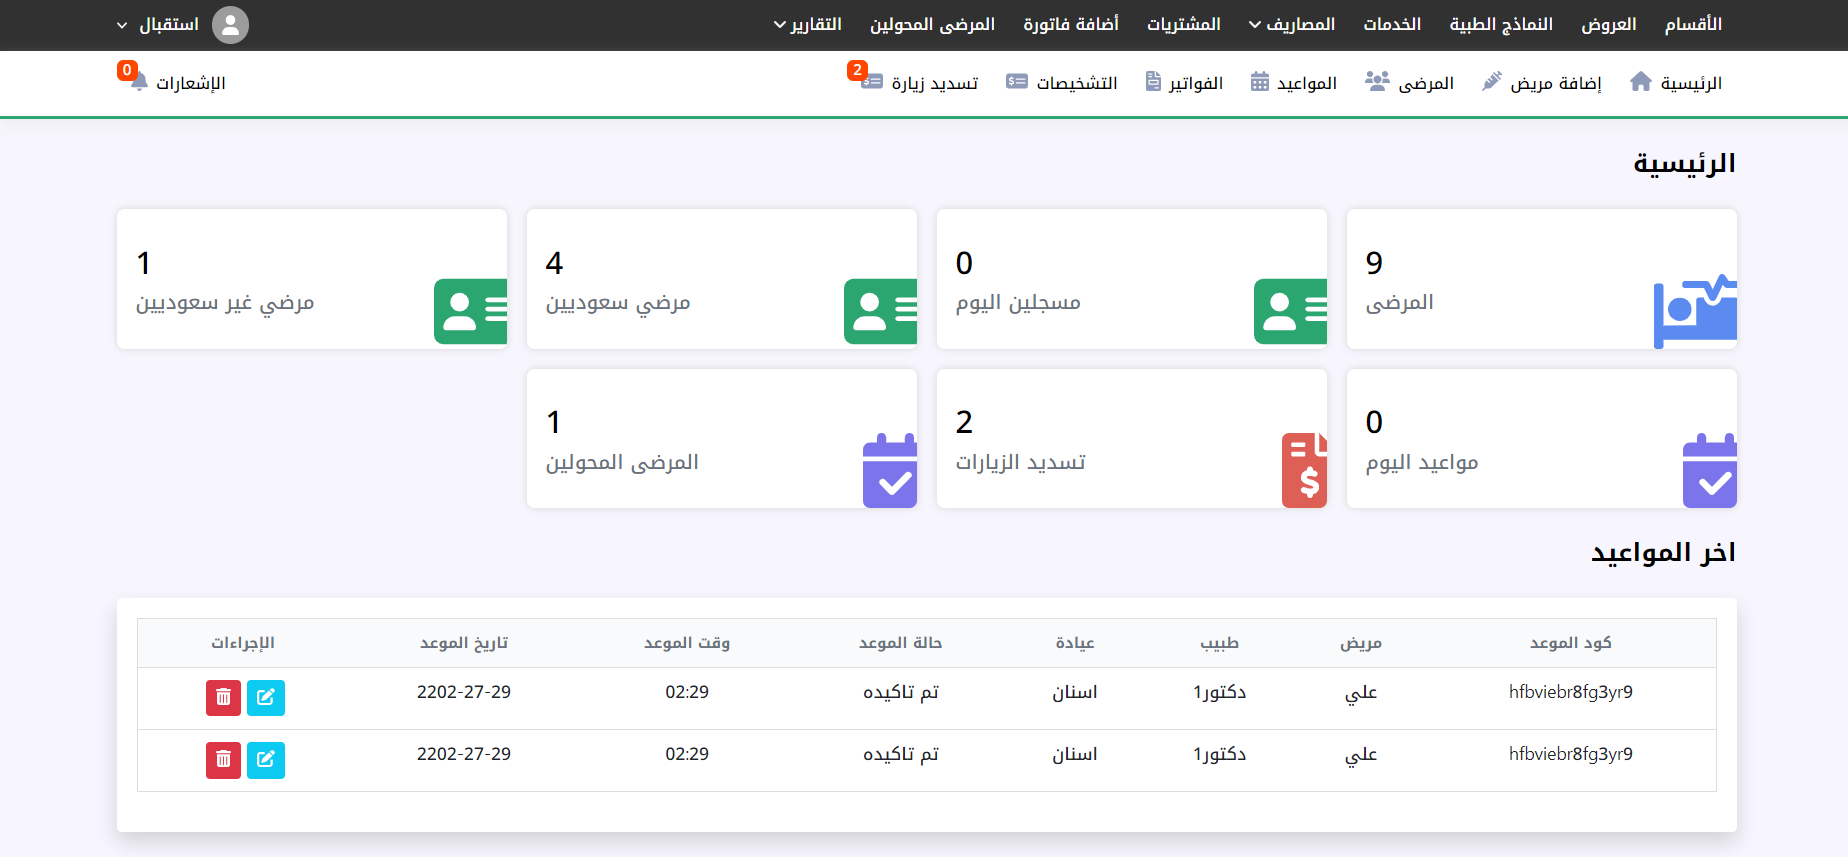 الأقسام العروض النماذج الطبية الخدمات المصاريف المشتريات أضافة فاتورة المرضى المحولين التقارير استقبال
الرئيسية إضافة مريض المرضى المواعيد الفواتير التشخيصات تسديد زيارة 2 الإشعارات 0
الرئيسية
9 0 4 1
المرضى مسجلين اليوم مرضي سعوديين مرضي غير سعوديين
0 2 1
مواعيد اليوم تسديد الزيارات المرضى المحولين
اخر المواعيد
كود الموعد مريض طبيب عيادة حالة الموعد وقت الموعد تاريخ الموعد الإجراءات
hfbviebr8fg3yr9 علي دكتور1 اسنان تم تاكيده 02:29 2202-27-29
hfbviebr8fg3yr9 علي دكتور1 اسنان تم تاكيده 02:29 2202-27-29